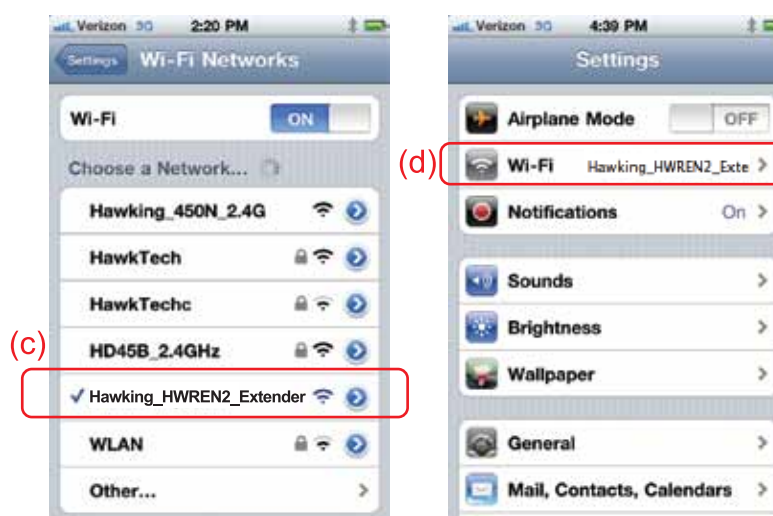 Verizon 3G 2:20 PM
Settings Wi-Fi Networks
Wi-Fi ON
Choose a Network...
Hawking_450N_2.4G
HawkTech
HawkTechc
(c)
HD45B_2.4GHz
Hawking_HWREN2_Extender
WLAN
Other...
Verizon 3G 4:39 PM
Settings
Airplane Mode OFF
(d)
Wi-Fi Hawking_HWREN2_Exte
Notifications On
Sounds
Brightness
Wallpaper
General
Mail, Contacts, Calendars